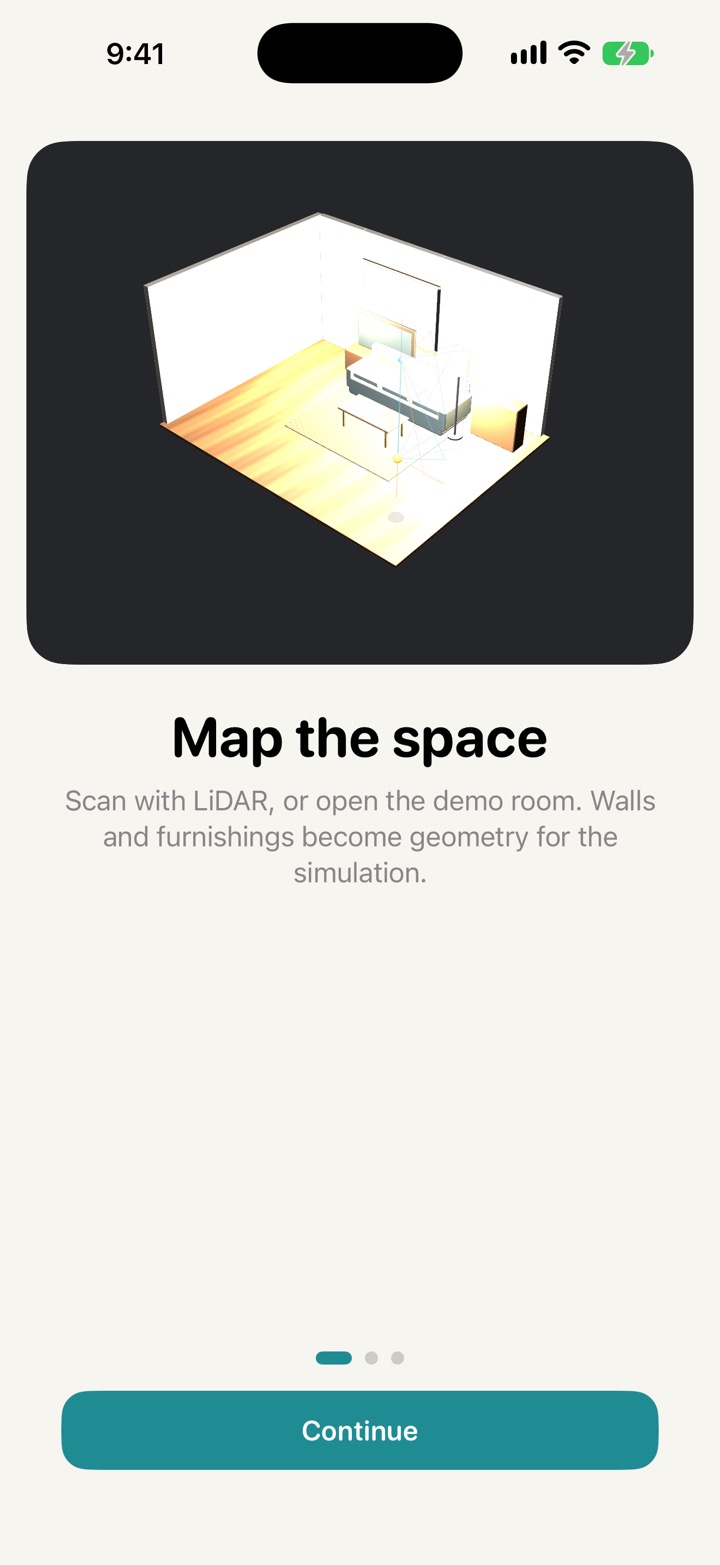 9:41
Map the space
Scan with LiDAR, or open the demo room. Walls
and furnishings become geometry for the
simulation.
Continue